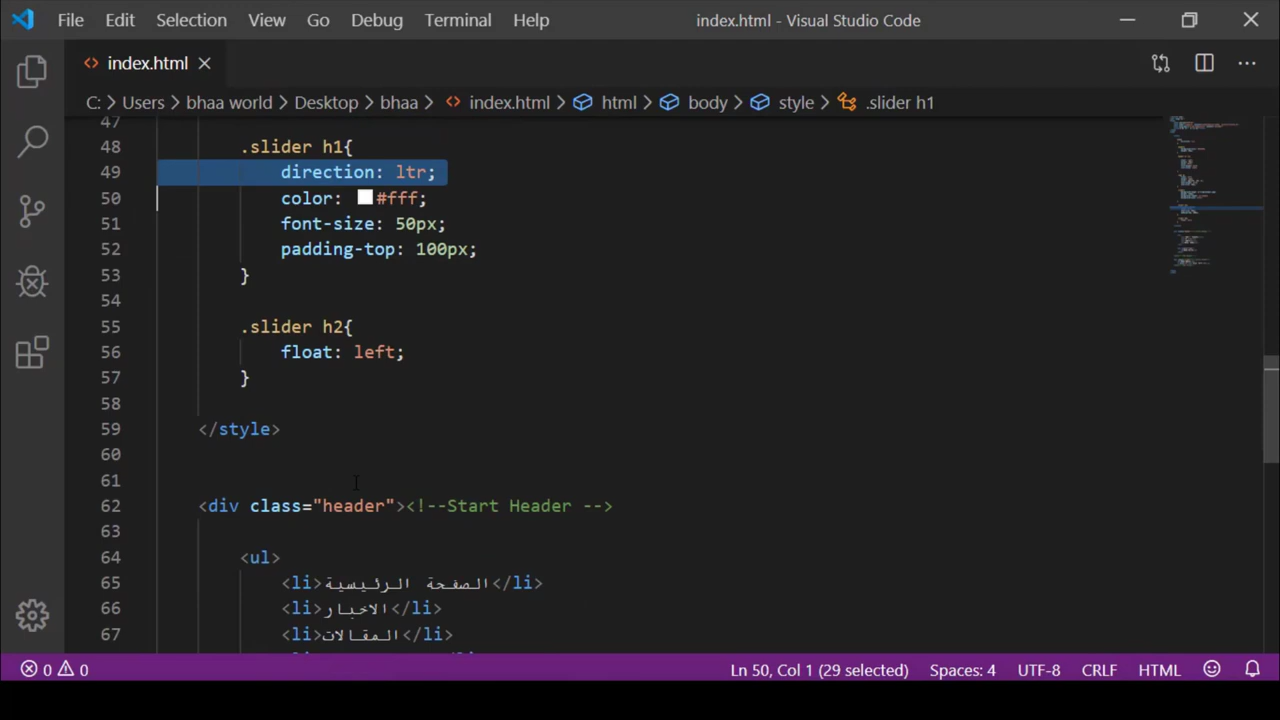 File Edit Selection View Go Debug Terminal Help index.html - Visual Studio Code
index.html
C: Users bhaa world Desktop bhaa index.html html body style .slider h1
47
48 .slider h1{
49 direction: ltr;
50 color: #fff;
51 font-size: 50px;
52 padding-top: 100px;
53 }
54
55 .slider h2{
56 float: left;
57 }
58
59 </style>
60
61
62 <div class="header"><!--Start Header -->
63
64 <ul>
65 <li>الصفحة الرئيسية</li>
66 <li>الاخبار</li>
67 <li>المقالات</li>
0 0 Ln 50, Col 1 (29 selected) Spaces: 4 UTF-8 CRLF HTML